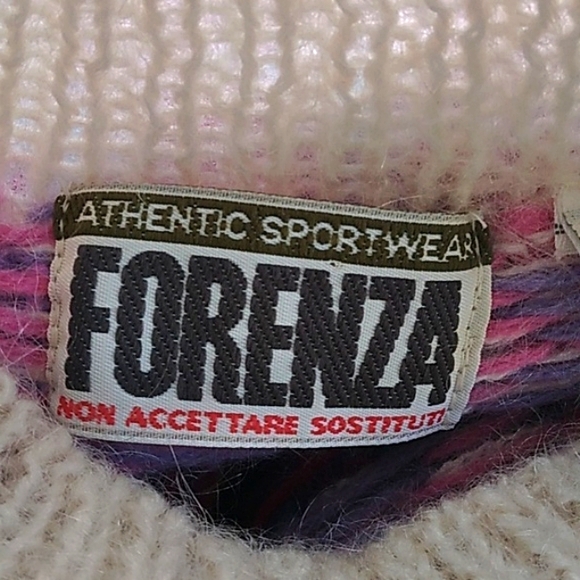 ATHENTIC SPORTWEAR
FORENZA
NON ACCETTARE SOSTITUTI